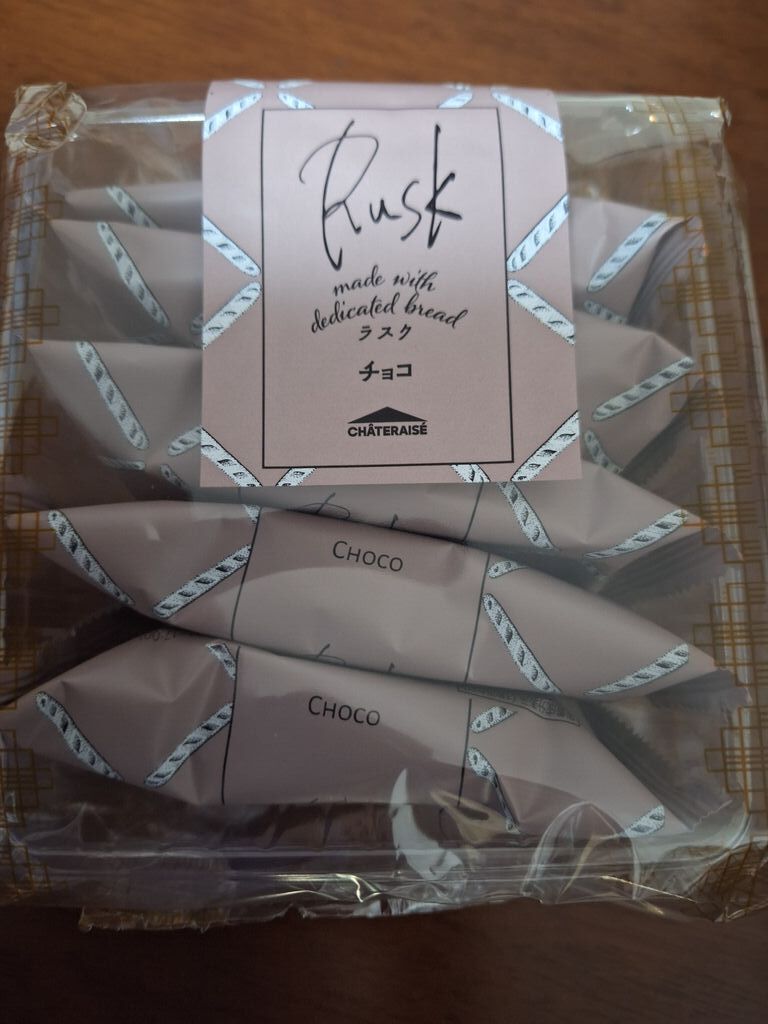 Rusk
made with
dedicated bread
ラスク
チョコ
CHÂTERAISÉ
CHOCO
CHOCO